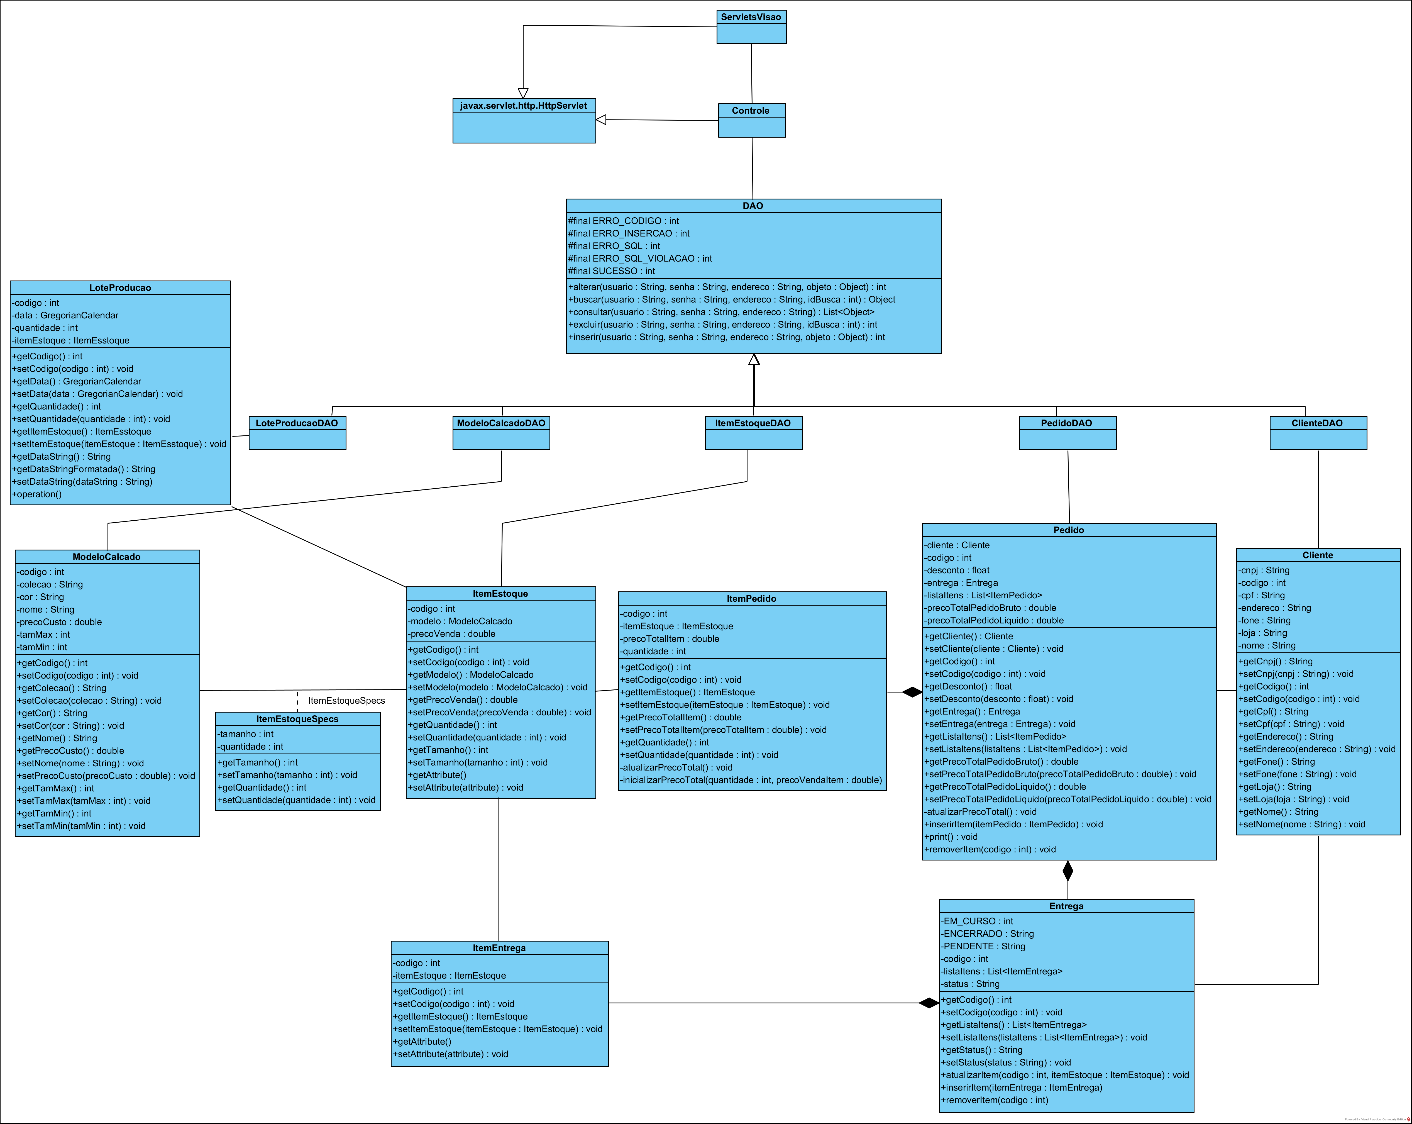 ServletsVisao
javax.servlet.http.HttpServlet
Controle
DAO
#final ERRO_CODIGO : int
#final ERRO_INSERCAO : int
#final ERRO_SQL : int
#final ERRO_SQL_VIOLACAO : int
#final SUCESSO : int
+alterar(usuario : String, senha : String, endereco : String, objeto : Object) : int
+buscar(usuario : String, senha : String, endereco : String, idBusca : int) : Object
+consultar(usuario : String, senha : String, endereco : String) : List<Object>
+excluir(usuario : String, senha : String, endereco : String, idBusca : int) : int
+inserir(usuario : String, senha : String, endereco : String, objeto : Object) : int
LoteProducao
-codigo : int
-data : GregorianCalendar
-quantidade : int
-itemEstoque : ItemEsstoque
+getCodigo() : int
+setCodigo(codigo : int) : void
+getData() : GregorianCalendar
+setData(data : GregorianCalendar) : void
+getQuantidade() : int
+setQuantidade(quantidade : int) : void
+getItemEstoque() : ItemEsstoque
+setItemEstoque(itemEstoque : ItemEsstoque) : void
+getDataString() : String
+getDataStringFormatada() : String
+setDataString(dataString : String)
+operation()
LoteProducaoDAO
ModeloCalcadoDAO
ItemEstoqueDAO
PedidoDAO
ClienteDAO
ModeloCalcado
-codigo : int
-colecao : String
-cor : String
-nome : String
-precoCusto : double
-tamMax : int
-tamMin : int
+getCodigo() : int
+setCodigo(codigo : int) : void
+getColecao() : String
+setColecao(colecao : String) : void
+getCor() : String
+setCor(cor : String) : void
+getNome() : String
+getPrecoCusto() : double
+setNome(nome : String) : void
+setPrecoCusto(precoCusto : double) : void
+getTamMax() : int
+setTamMax(tamMax : int) : void
+getTamMin() : int
+setTamMin(tamMin : int) : void
ItemEstoqueSpecs
ItemEstoqueSpecs
-tamanho : int
-quantidade : int
+getTamanho() : int
+setTamanho(tamanho : int) : void
+getQuantidade() : int
+setQuantidade(quantidade : int) : void
ItemEstoque
-codigo : int
-modelo : ModeloCalcado
-precoVenda : double
+getCodigo() : int
+setCodigo(codigo : int) : void
+getModelo() : ModeloCalcado
+setModelo(modelo : ModeloCalcado) : void
+getPrecoVenda() : double
+setPrecoVenda(precoVenda : double) : void
+getQuantidade() : int
+setQuantidade(quantidade : int) : void
+getTamanho() : int
+setTamanho(tamanho : int) : void
+getAttribute()
+setAttribute(attribute) : void
ItemPedido
-codigo : int
-itemEstoque : ItemEstoque
-precoTotalItem : double
-quantidade : int
+getCodigo() : int
+setCodigo(codigo : int) : void
+getItemEstoque() : ItemEstoque
+setItemEstoque(itemEstoque : ItemEstoque) : void
+getPrecoTotalItem() : double
+setPrecoTotalItem(precoTotalItem : double) : void
+getQuantidade() : int
+setQuantidade(quantidade : int) : void
-atualizarPrecoTotal() : void
-inicializarPrecoTotal(quantidade : int, precoVendaItem : double)
Pedido
-cliente : Cliente
-codigo : int
-desconto : float
-entrega : Entrega
-listaItens : List<ItemPedido>
-precoTotalPedidoBruto : double
-precoTotalPedidoLiquido : double
+getCliente() : Cliente
+setCliente(cliente : Cliente) : void
+getCodigo() : int
+setCodigo(codigo : int) : void
+getDesconto() : float
+setDesconto(desconto : float) : void
+getEntrega() : Entrega
+setEntrega(entrega : Entrega) : void
+getListaItens() : List<ItemPedido>
+setListaItens(listaItens : List<ItemPedido>) : void
+getPrecoTotalPedidoBruto() : double
+setPrecoTotalPedidoBruto(precoTotalPedidoBruto : double) : void
+getPrecoTotalPedidoLiquido() : double
+setPrecoTotalPedidoLiquido(precoTotalPedidoLiquido : double) : void
-atualizarPrecoTotal() : void
+inserirItem(itemPedido : ItemPedido) : void
+print() : void
+removerItem(codigo : int) : void
Cliente
-cnpj : String
-codigo : int
-cpf : String
-endereco : String
-fone : String
-loja : String
-nome : String
+getCnpj() : String
+setCnpj(cnpj : String) : void
+getCodigo() : int
+setCodigo(codigo : int) : void
+getCpf() : String
+setCpf(cpf : String) : void
+getEndereco() : String
+setEndereco(endereco : String) : void
+getFone() : String
+setFone(fone : String) : void
+getLoja() : String
+setLoja(loja : String) : void
+getNome() : String
+setNome(nome : String) : void
ItemEntrega
-codigo : int
-itemEstoque : ItemEstoque
+getCodigo() : int
+setCodigo(codigo : int) : void
+getItemEstoque() : ItemEstoque
+setItemEstoque(itemEstoque : ItemEstoque) : void
+getAttribute()
+setAttribute(attribute) : void
Entrega
-EM_CURSO : int
-ENCERRADO : String
-PENDENTE : String
-codigo : int
-listaItens : List<ItemEntrega>
-status : String
+getCodigo() : int
+setCodigo(codigo : int) : void
+getListaItens() : List<ItemEntrega>
+setListaItens(listaItens : List<ItemEntrega>) : void
+getStatus() : String
+setStatus(status : String) : void
+atualizarItem(codigo : int, itemEstoque : ItemEstoque) : void
+inserirItem(itemEntrega : ItemEntrega)
+removerItem(codigo : int)